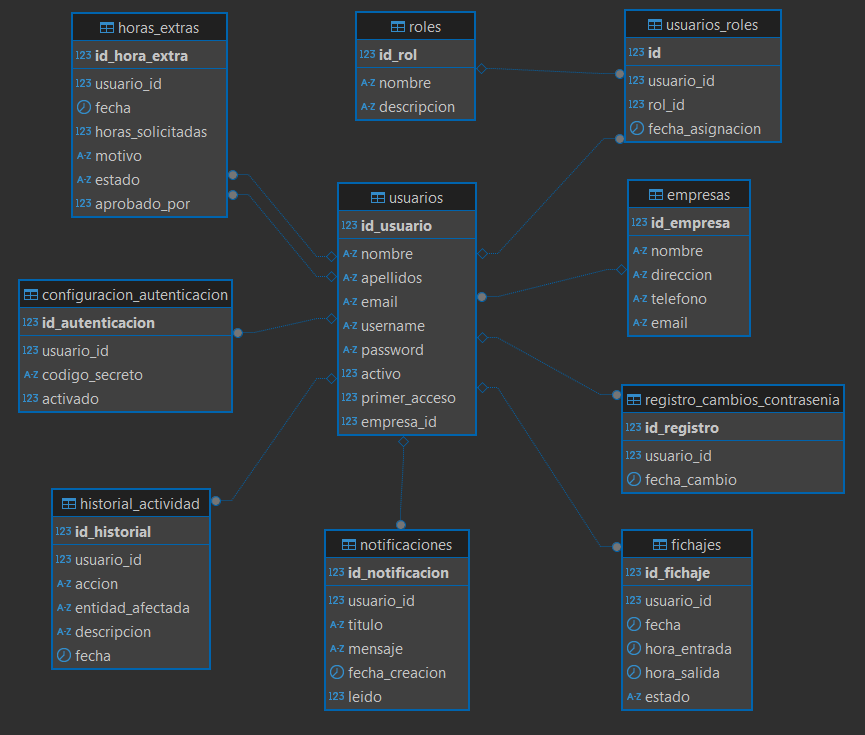 horas_extras
123 id_hora_extra
123 usuario_id
fecha
123 horas_solicitadas
A-Z motivo
A-Z estado
123 aprobado_por
roles
123 id_rol
A-Z nombre
A-Z descripcion
usuarios_roles
123 id
123 usuario_id
123 rol_id
fecha_asignacion
usuarios
123 id_usuario
A-Z nombre
A-Z apellidos
A-Z email
A-Z username
A-Z password
123 activo
123 primer_acceso
123 empresa_id
empresas
123 id_empresa
A-Z nombre
A-Z direccion
A-Z telefono
A-Z email
configuracion_autenticacion
123 id_autenticacion
123 usuario_id
A-Z codigo_secreto
123 activado
registro_cambios_contrasenia
123 id_registro
123 usuario_id
fecha_cambio
historial_actividad
123 id_historial
123 usuario_id
A-Z accion
A-Z entidad_afectada
A-Z descripcion
fecha
notificaciones
123 id_notificacion
123 usuario_id
A-Z titulo
A-Z mensaje
fecha_creacion
123 leido
fichajes
123 id_fichaje
123 usuario_id
fecha
hora_entrada
hora_salida
A-Z estado